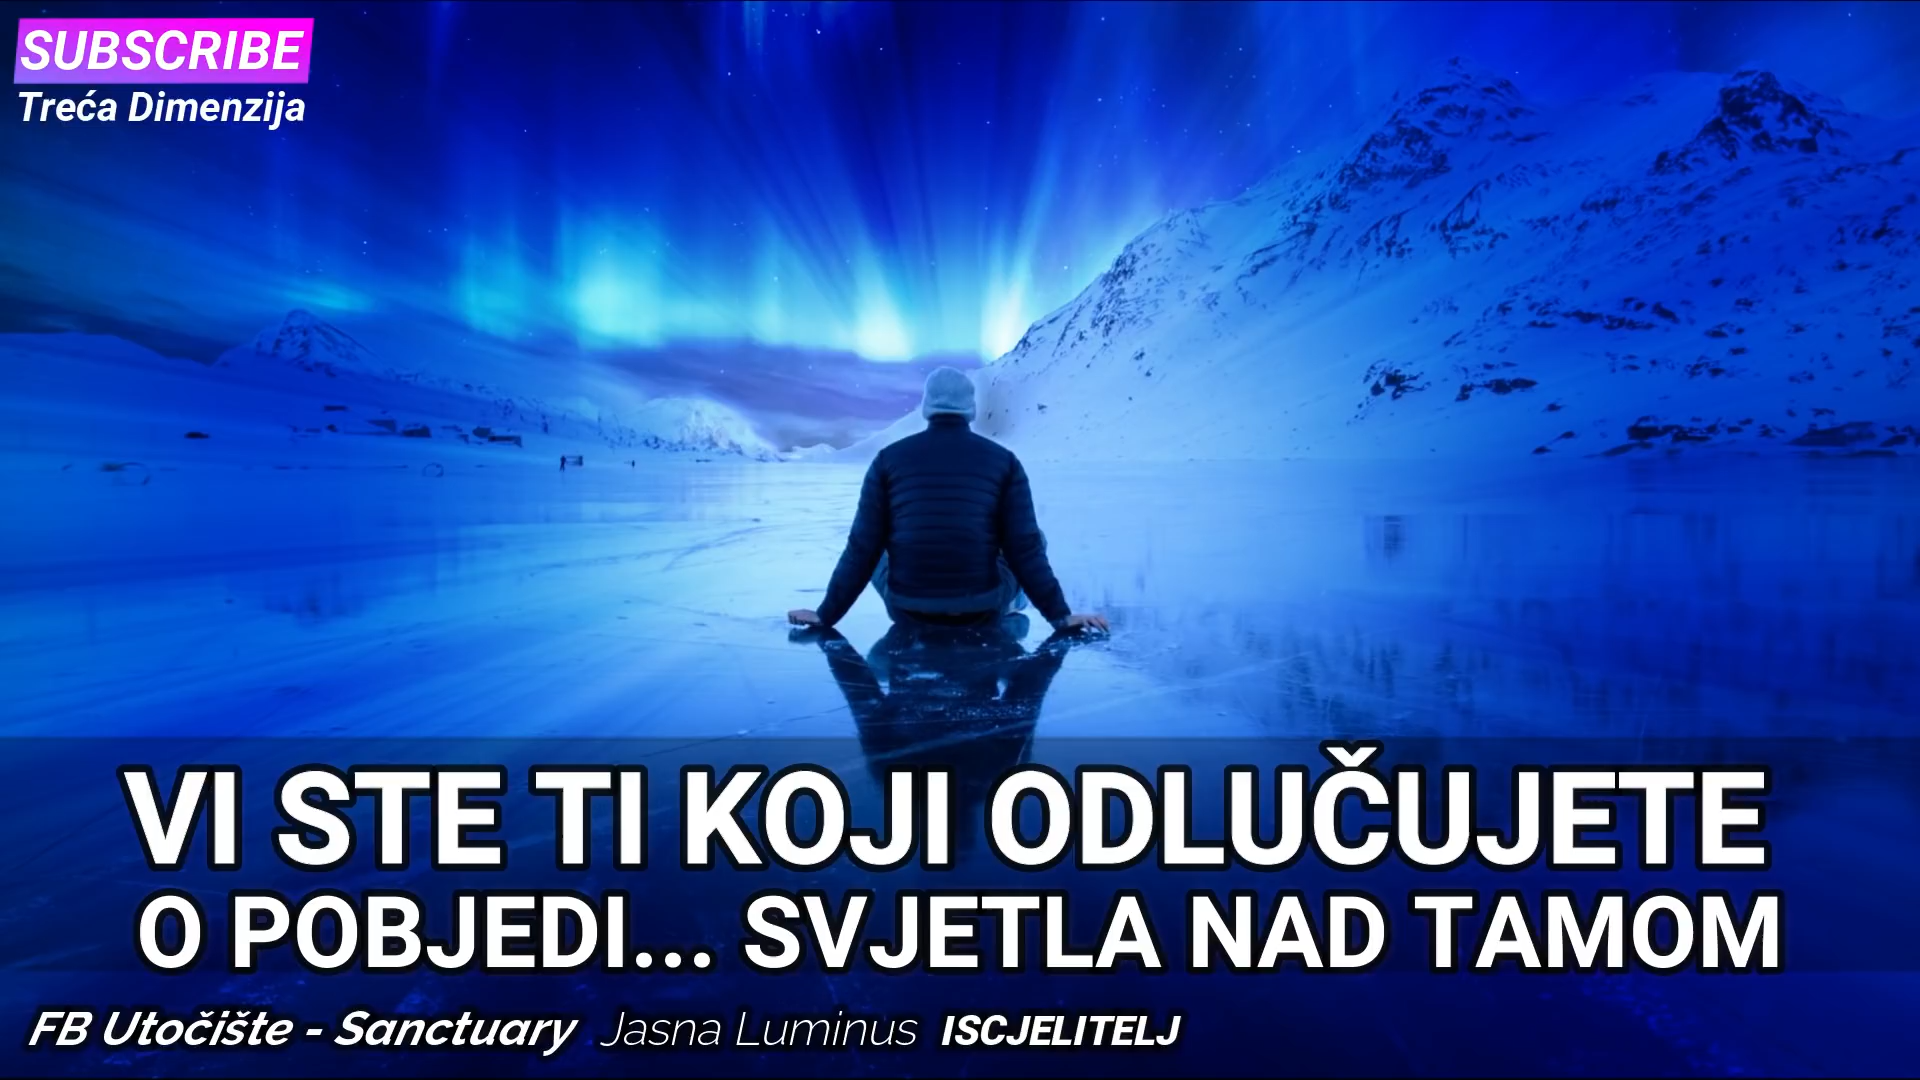 SUBSCRIBE
Treća Dimenzija
VI STE TI KOJI ODLUČUJETE
O POBJEDI... SVJETLA NAD TAMOM
FB Utočište - Sanctuary Jasna Luminus ISCJELITELJ